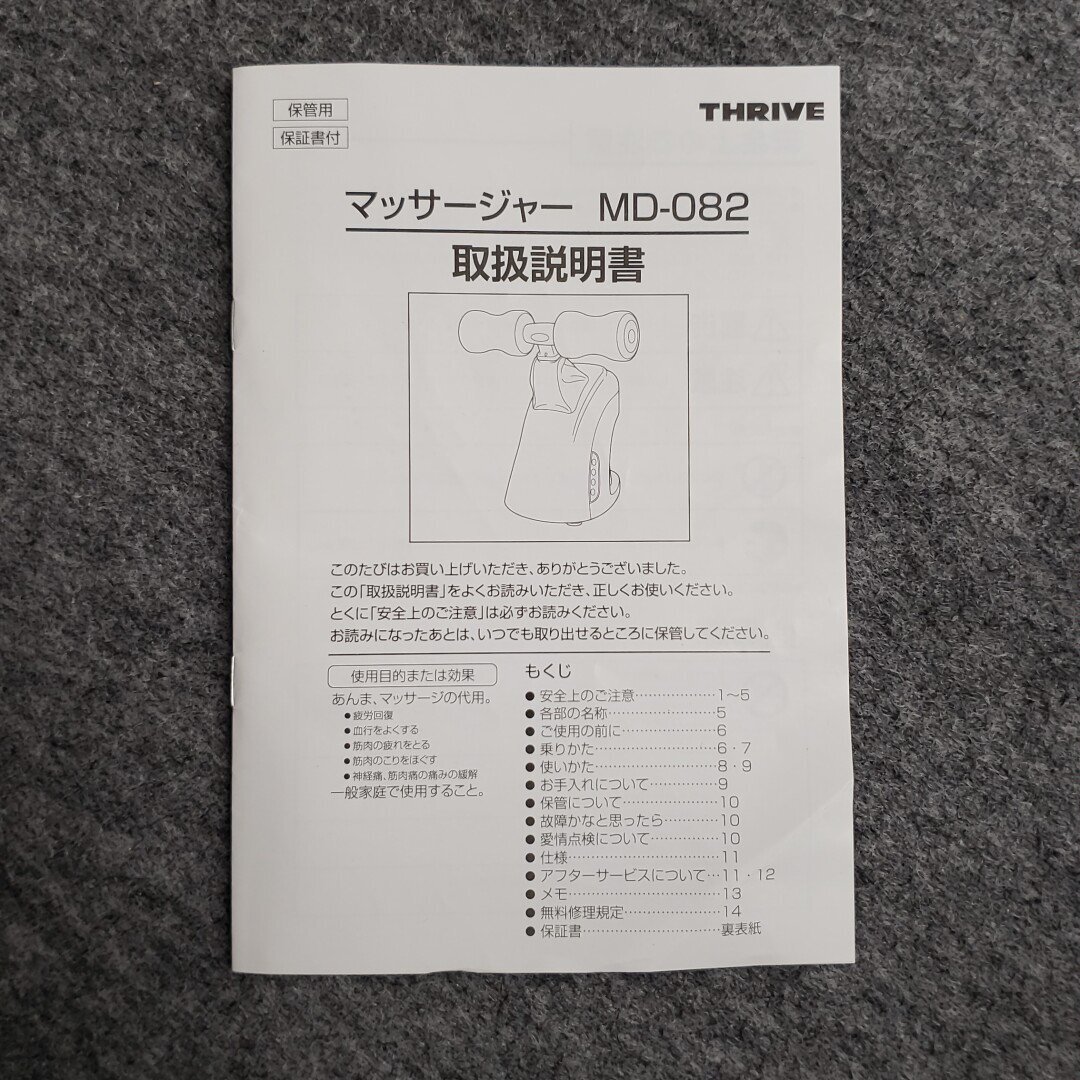 保管用
保証書付
THRIVE
マッサージャー MD-082
取扱説明書
このたびはお買い上げいただき、ありがとうございました。
この「取扱説明書」をよくお読みいただき、正しくお使いください。
とくに「安全上のご注意」は必ずお読みください。
お読みになったあとは、いつでも取り出せるところに保管してください。
使用目的または効果
あんま、マッサージの代用。
●疲労回復
●血行をよくする
●筋肉の疲れをとる
●筋肉のこりをほぐす
●神経痛、筋肉痛の痛みの緩解
一般家庭で使用すること。
もくじ
●安全上のご注意………………1〜5
●各部の名称……………………5
●ご使用の前に…………………6
●乗りかた………………………6・7
●使いかた………………………8・9
●お手入れについて……………9
●保管について…………………10
●故障かなと思ったら…………10
●愛情点検について……………10
●仕様……………………………11
●アフターサービスについて…11・12
●メモ……………………………13
●無料修理規定…………………14
●保証書…………………………裏表紙